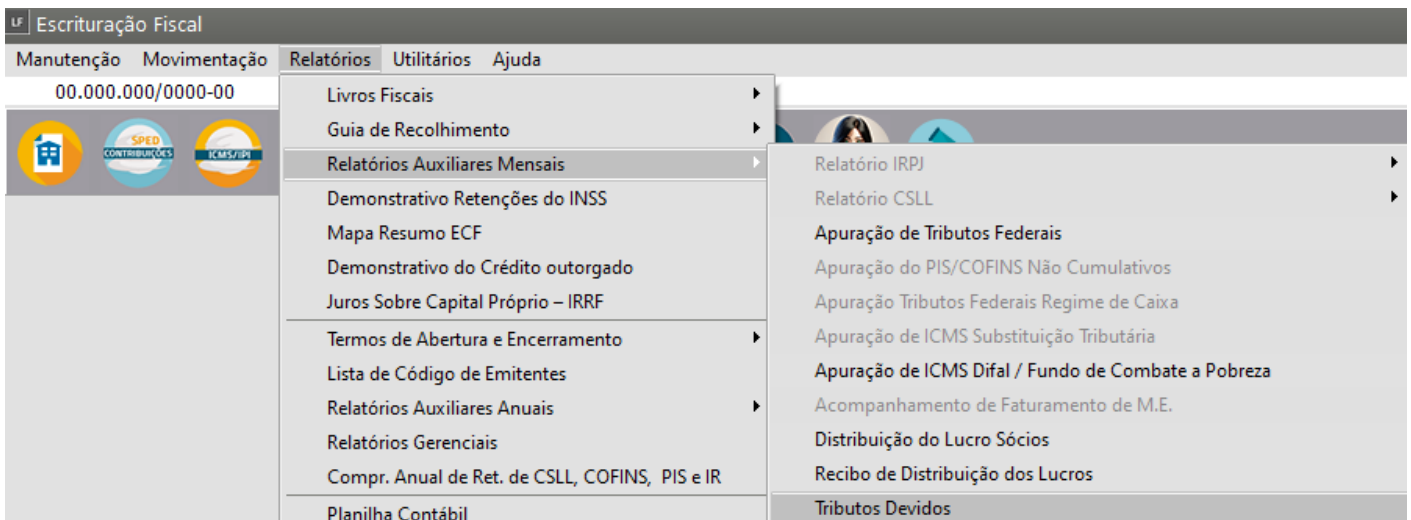 LF Escrituração Fiscal
Manutenção Movimentação Relatórios Utilitários Ajuda
00.000.000/0000-00
SPED
CONTRIBUIÇÕES
ICMS/IPI
Livros Fiscais
Guia de Recolhimento
Relatórios Auxiliares Mensais
Demonstrativo Retenções do INSS
Mapa Resumo ECF
Demonstrativo do Crédito outorgado
Juros Sobre Capital Próprio – IRRF
Termos de Abertura e Encerramento
Lista de Código de Emitentes
Relatórios Auxiliares Anuais
Relatórios Gerenciais
Compr. Anual de Ret. de CSLL, COFINS, PIS e IR
Planilha Contábil
Relatório IRPJ
Relatório CSLL
Apuração de Tributos Federais
Apuração do PIS/COFINS Não Cumulativos
Apuração Tributos Federais Regime de Caixa
Apuração de ICMS Substituição Tributária
Apuração de ICMS Difal / Fundo de Combate a Pobreza
Acompanhamento de Faturamento de M.E.
Distribuição do Lucro Sócios
Recibo de Distribuição dos Lucros
Tributos Devidos